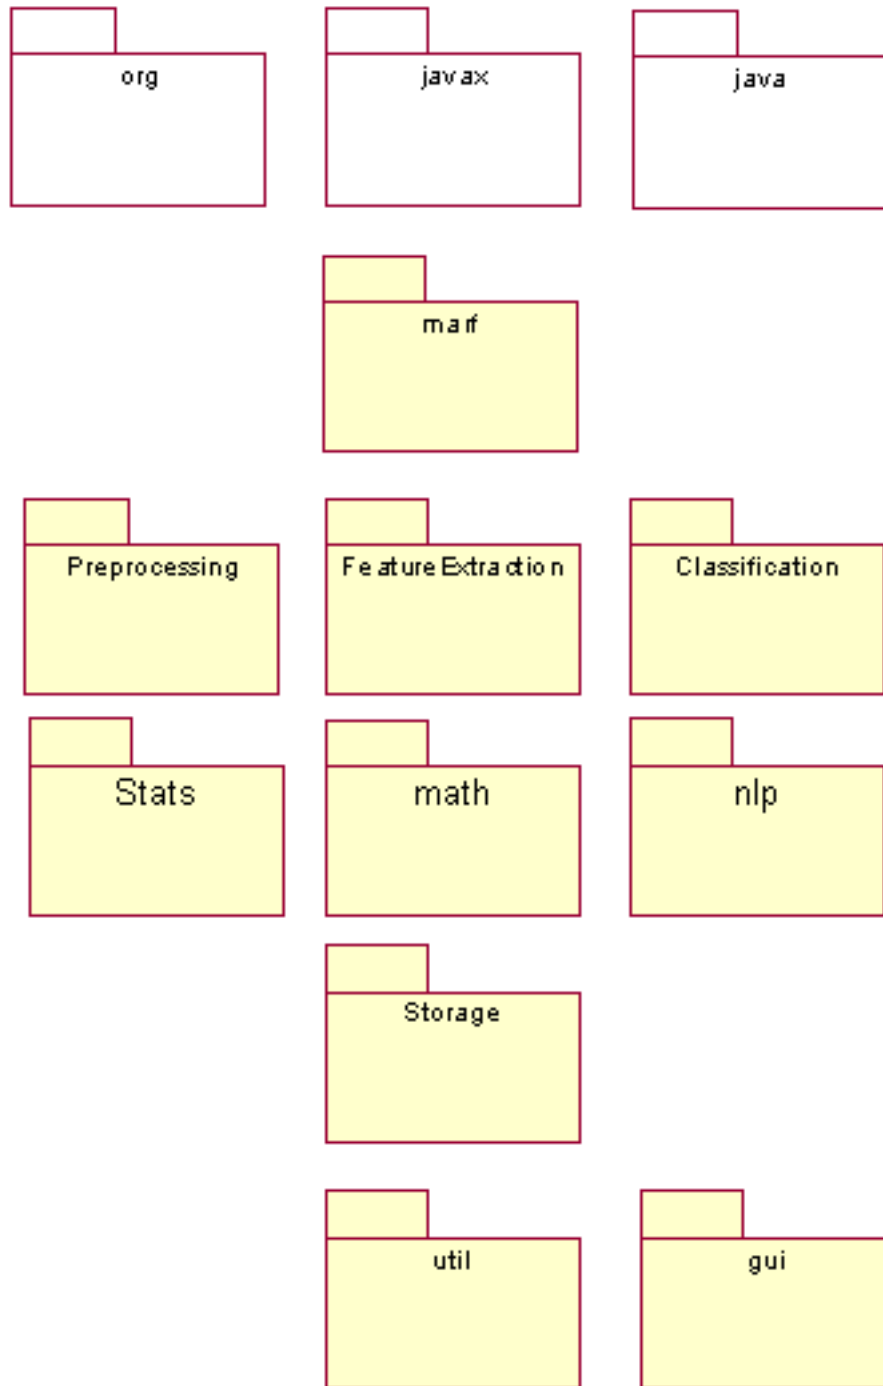 org
javax
java
marf
Preprocessing
FeatureExtraction
Classification
Stats
math
nlp
Storage
util
gui